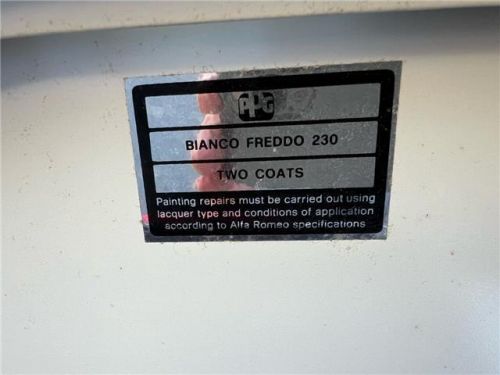 PPG
BIANCO FREDDO 230
TWO COATS
Painting repairs must be carried out using
lacquer type and conditions of application
according to Alfa Romeo specifications